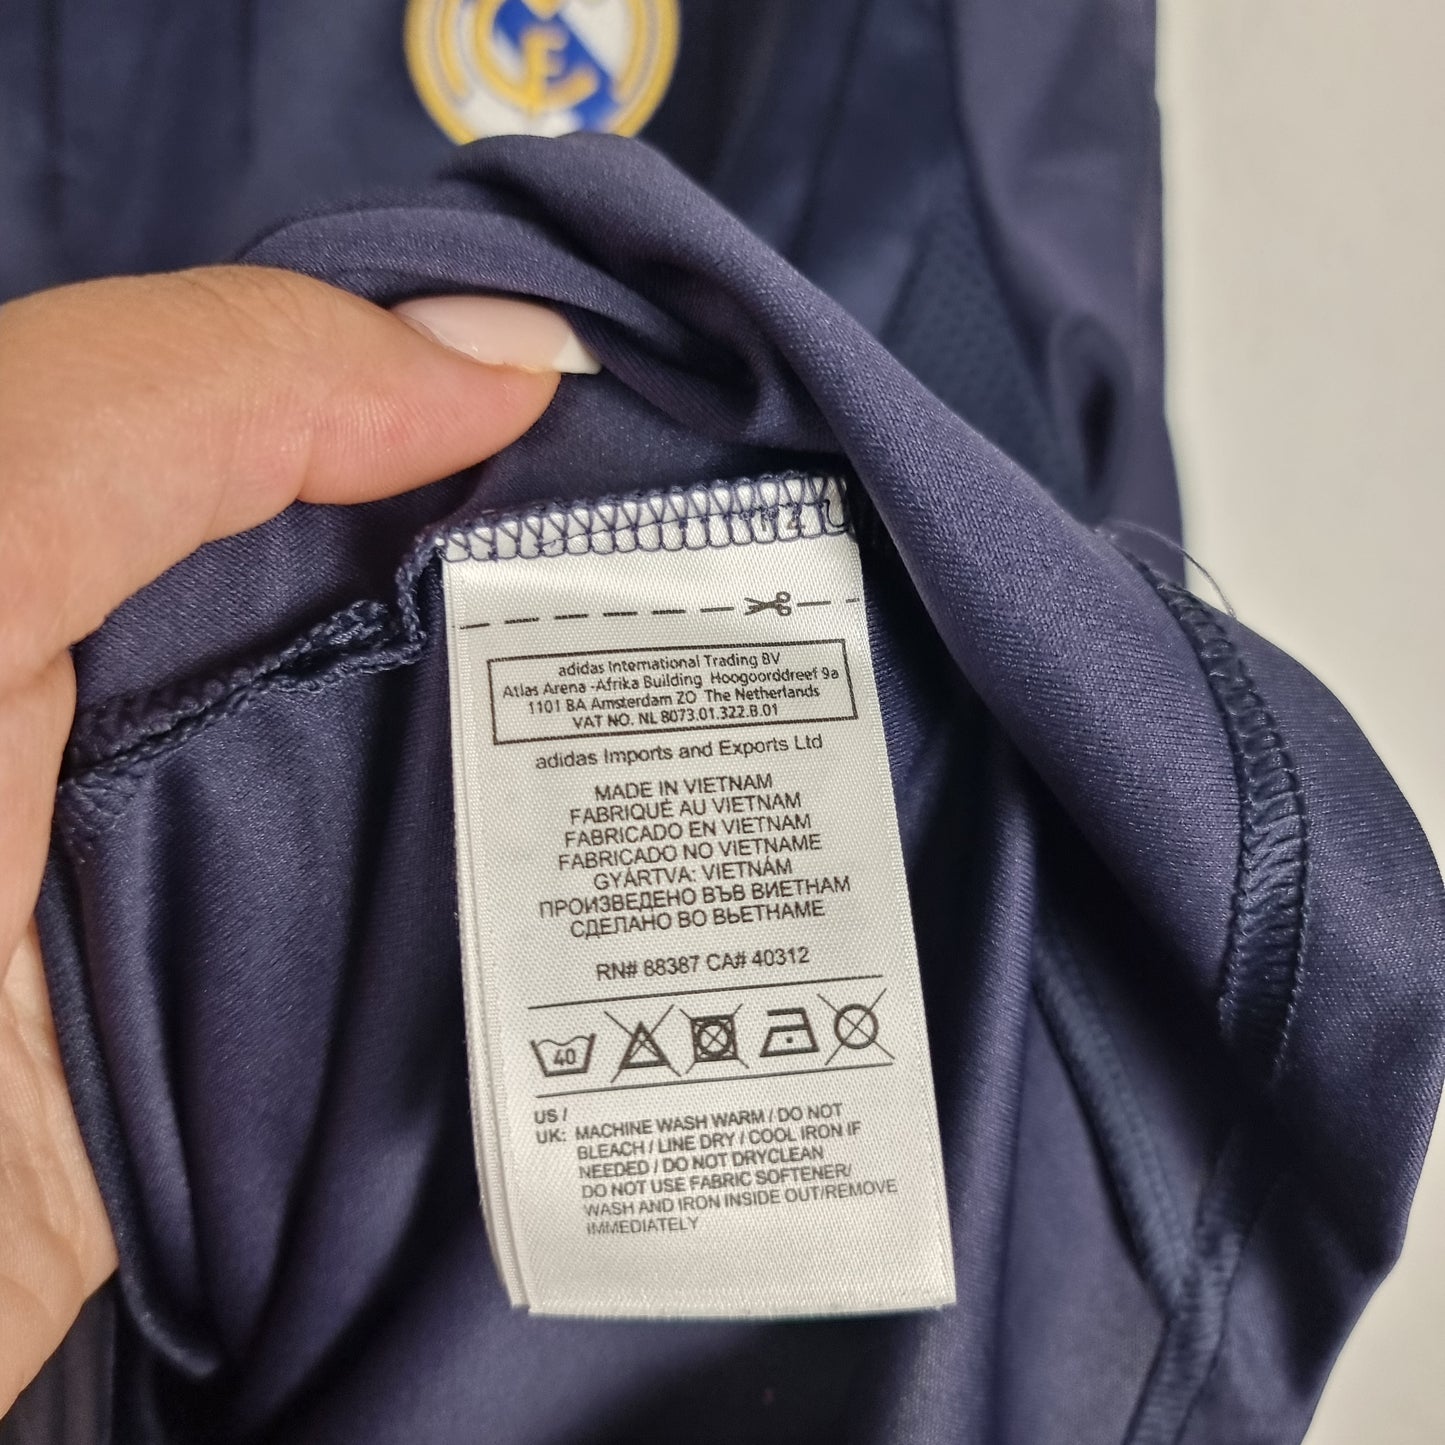 adidas International Trading BV
Atlas Arena -Afrika Building Hoogoorddreef 9a
1101 BA Amsterdam ZO The Netherlands
VAT NO. NL 8073.01.322.B.01
adidas Imports and Exports Ltd
MADE IN VIETNAM
FABRIQUÉ AU VIETNAM
FABRICADO EN VIETNAM
FABRICADO NO VIETNAME
GYÁRTVA: VIETNÁM
ПРОИЗВЕДЕНО ВЪВ ВИЕТНАМ
СДЕЛАНО ВО ВЬЕТНАМЕ
RN# 88387 CA# 40312
40
US /
UK: MACHINE WASH WARM / DO NOT
BLEACH / LINE DRY / COOL IRON IF
NEEDED / DO NOT DRYCLEAN
DO NOT USE FABRIC SOFTENER/
WASH AND IRON INSIDE OUT/REMOVE
IMMEDIATELY